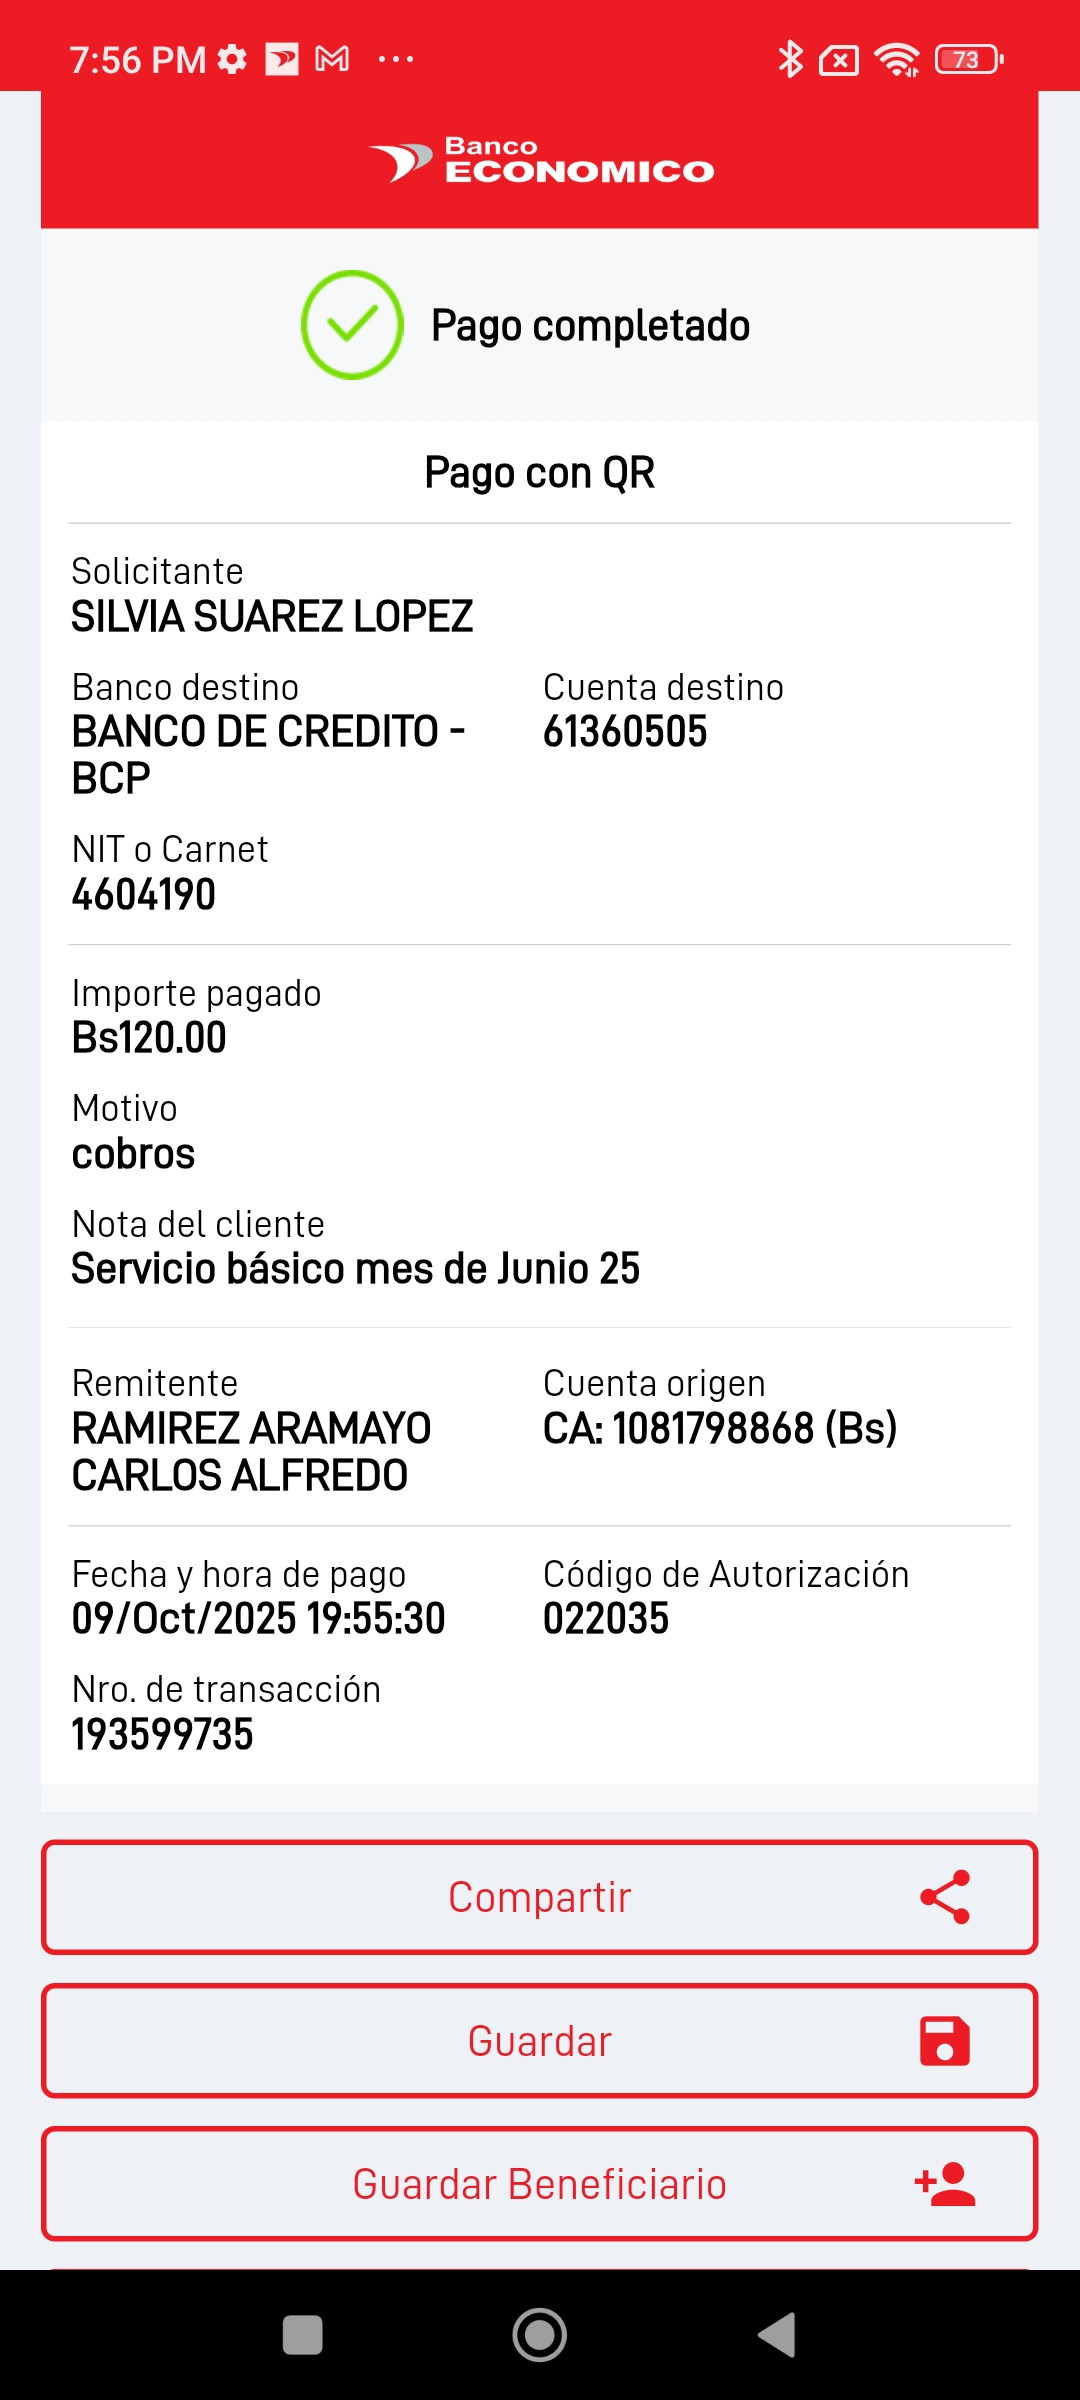 7:56 PM
73
Banco
ECONOMICO
Pago completado
Pago con QR
Solicitante
SILVIA SUAREZ LOPEZ
Banco destino
BANCO DE CREDITO -
BCP
Cuenta destino
61360505
NIT o Carnet
4604190
Importe pagado
Bs120.00
Motivo
cobros
Nota del cliente
Servicio básico mes de Junio 25
Remitente
RAMIREZ ARAMAYO
CARLOS ALFREDO
Cuenta origen
CA: 1081798868 (Bs)
Fecha y hora de pago
09/Oct/2025 19:55:30
Código de Autorización
022035
Nro. de transacción
193599735
Compartir
Guardar
Guardar Beneficiario